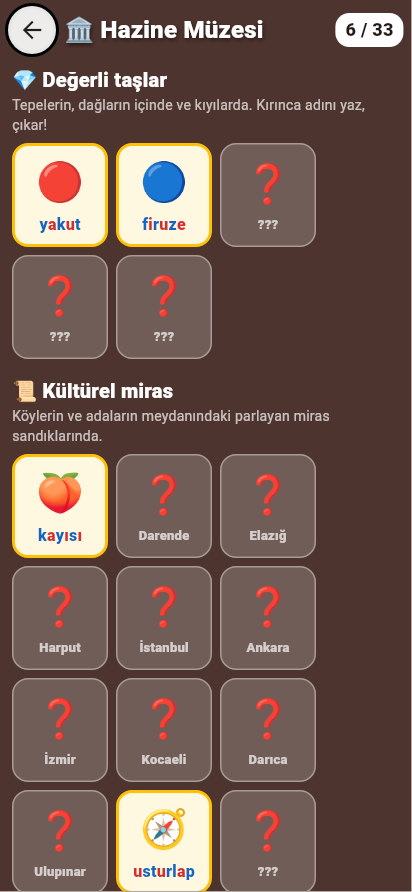 🏛️ Hazine Müzesi 6 / 33
💎 Değerli taşlar
Tepelerin, dağların içinde ve kıyılarda. Kırınca adını yaz,
çıkar!
yakut firuze ???
??? ???
📜 Kültürel miras
Köylerin ve adaların meydanındaki parlayan miras
sandıklarında.
kayısı Darende Elazığ
Harput İstanbul Ankara
İzmir Kocaeli Darıca
Ulupınar usturlap ???